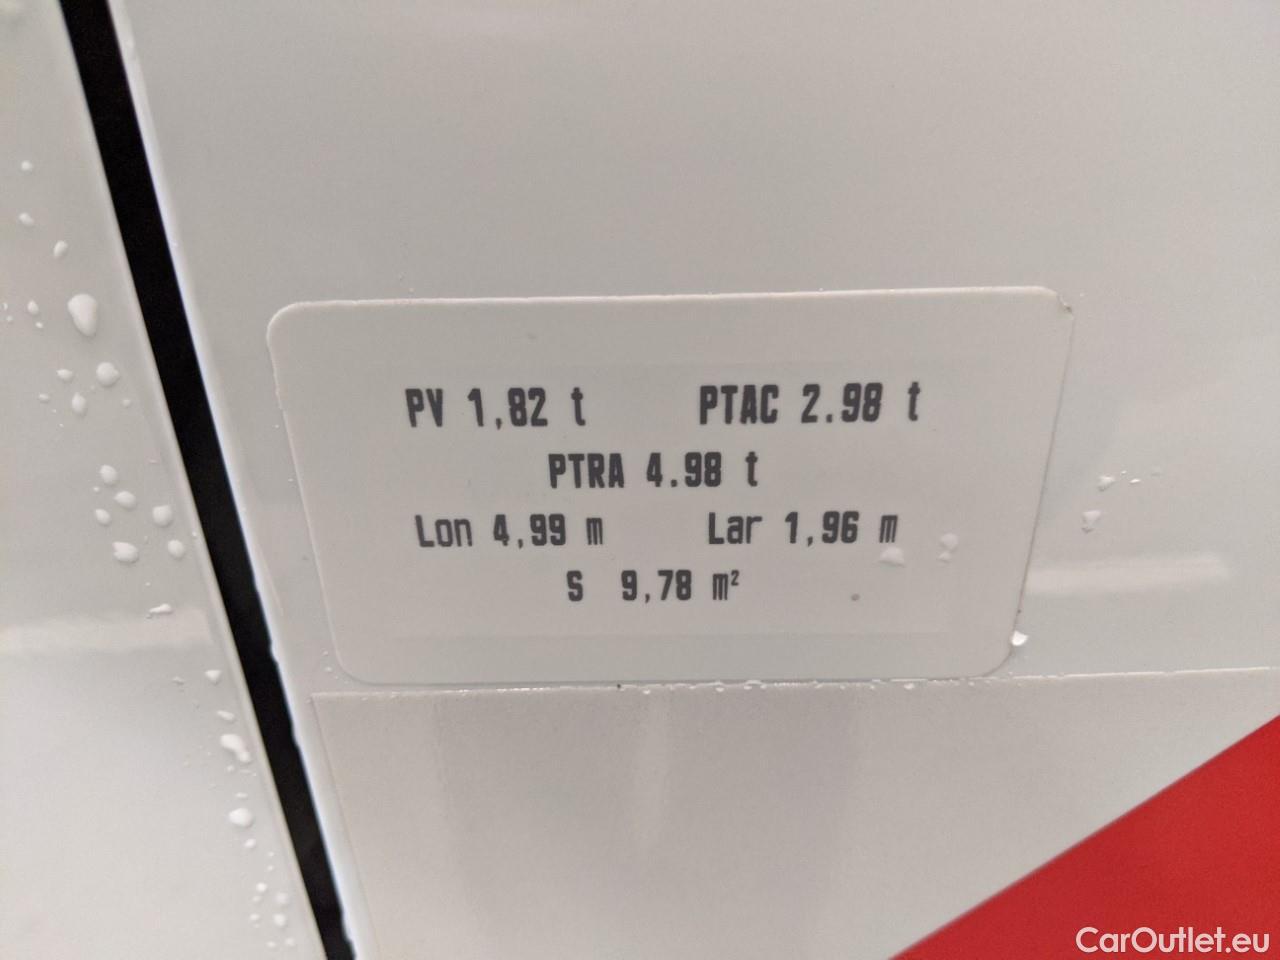 PV 1,82 t PTAC 2.98 t
PTRA 4.98 t
Lon 4,99 m Lar 1,96 m
S 9,78 m²
CarOutlet.eu